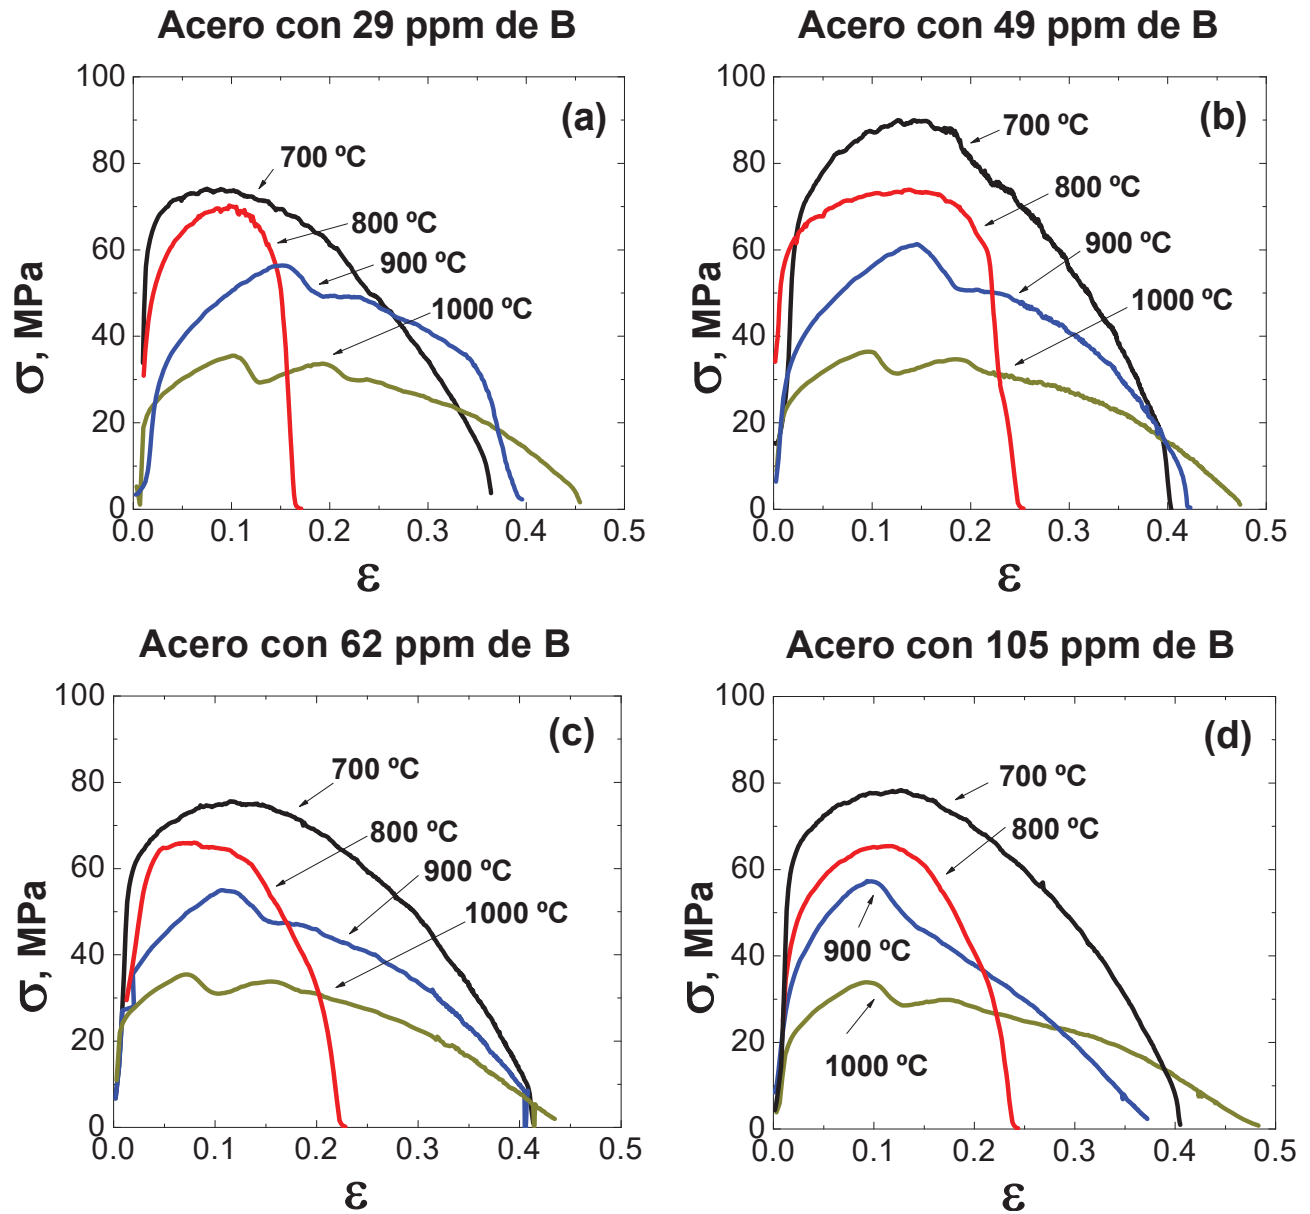 Acero con 29 ppm de B
Acero con 49 ppm de B
100
80
60
40
20
0
0.0 0.1 0.2 0.3 0.4 0.5
σ, MPa
ε
(a)
700 ºC
800 ºC
900 ºC
1000 ºC
100
80
60
40
20
0
0.0 0.1 0.2 0.3 0.4 0.5
σ, MPa
ε
(b)
700 ºC
800 ºC
900 ºC
1000 ºC
Acero con 62 ppm de B
Acero con 105 ppm de B
100
80
60
40
20
0
0.0 0.1 0.2 0.3 0.4 0.5
σ, MPa
ε
(c)
700 ºC
800 ºC
900 ºC
1000 ºC
100
80
60
40
20
0
0.0 0.1 0.2 0.3 0.4 0.5
σ, MPa
ε
(d)
700 ºC
800 ºC
900 ºC
1000 ºC